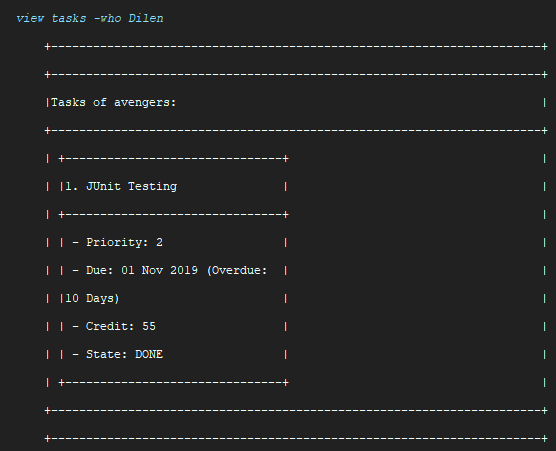 view tasks -who Dilen
+----------------------------------------------------------------------+
+----------------------------------------------------------------------+
|Tasks of avengers:                                                    |
+----------------------------------------------------------------------+
| +-------------------------------+                                    |
| |1. JUnit Testing               |                                    |
| +-------------------------------+                                    |
| | - Priority: 2                 |                                    |
| | - Due: 01 Nov 2019 (Overdue:  |                                    |
| |10 Days)                       |                                    |
| | - Credit: 55                  |                                    |
| | - State: DONE                 |                                    |
| +-------------------------------+                                    |
+----------------------------------------------------------------------+
+----------------------------------------------------------------------+